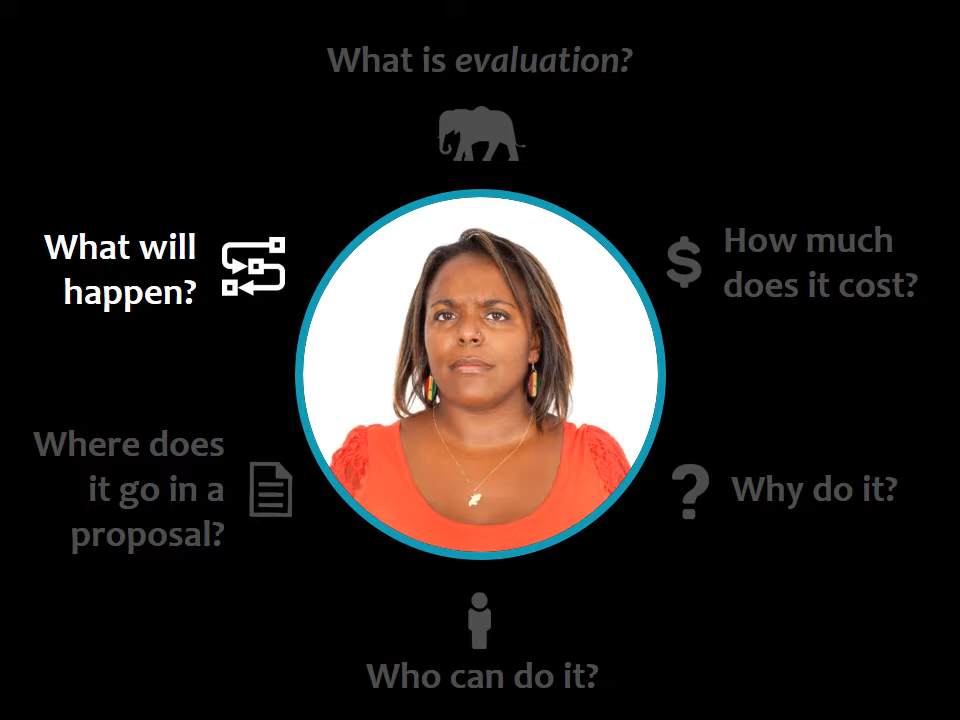 What is evaluation?
What will
happen?
How much
does it cost?
Where does
it go in a
proposal?
Why do it?
Who can do it?